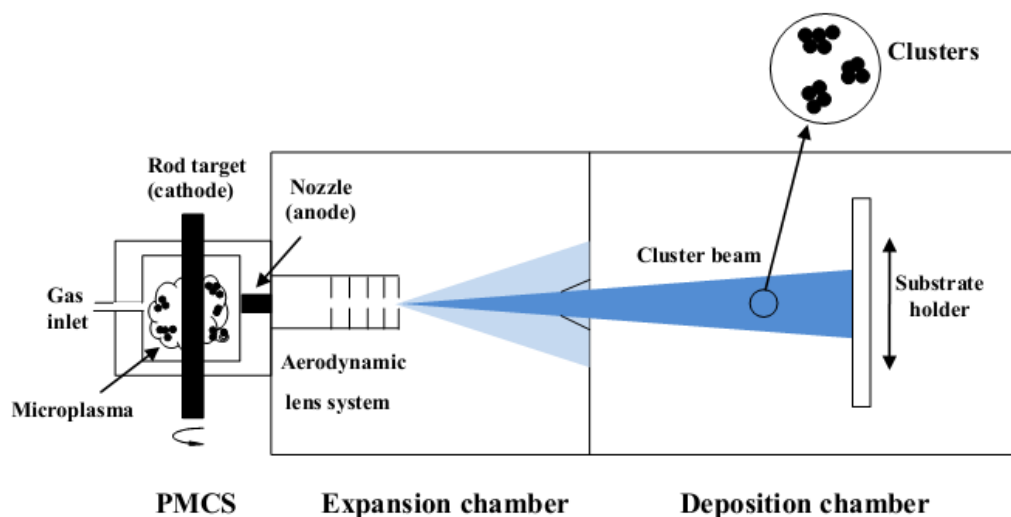 Clusters
Rod target
(cathode)
Nozzle
(anode)
Cluster beam
Gas
inlet
Substrate
holder
Aerodynamic
lens system
Microplasma
PMCS
Expansion chamber
Deposition chamber